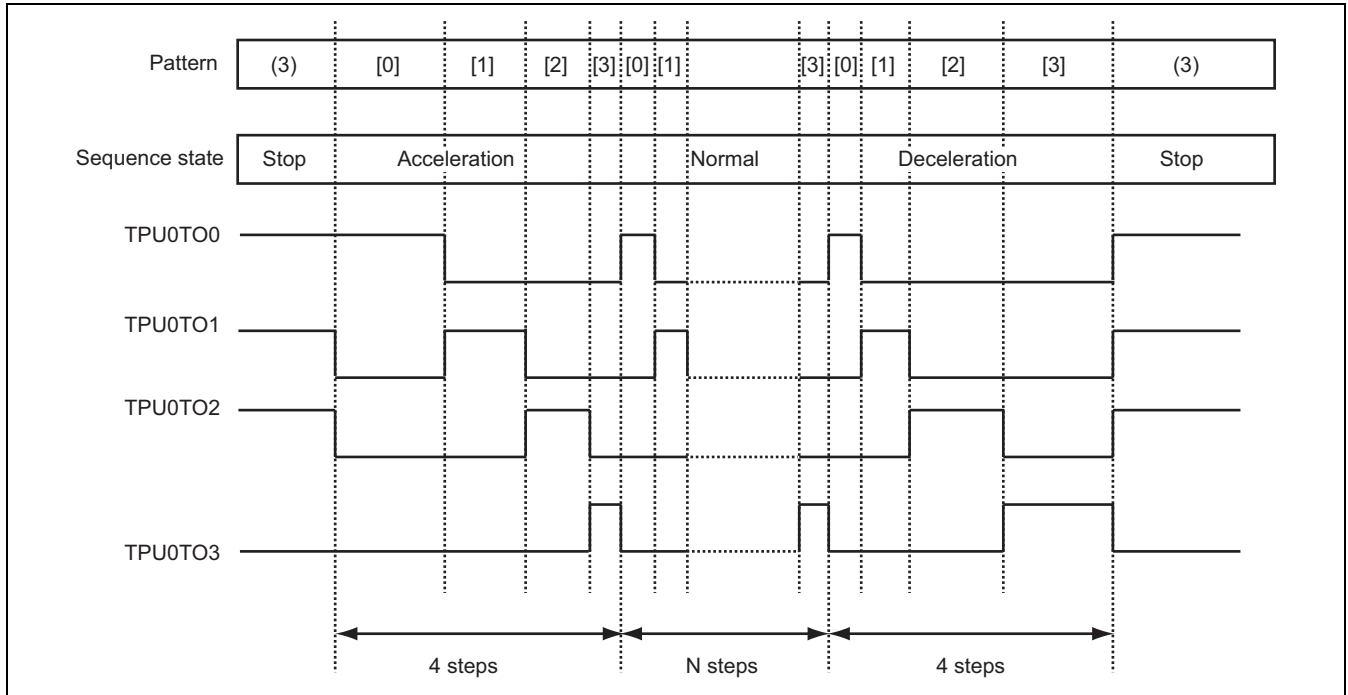 Pattern (3) [0] [1] [2] [3] [0] [1] [3] [0] [1] [2] [3] (3)
Sequence state Stop Acceleration Normal Deceleration Stop
TPU0TO0
TPU0TO1
TPU0TO2
TPU0TO3
4 steps N steps 4 steps